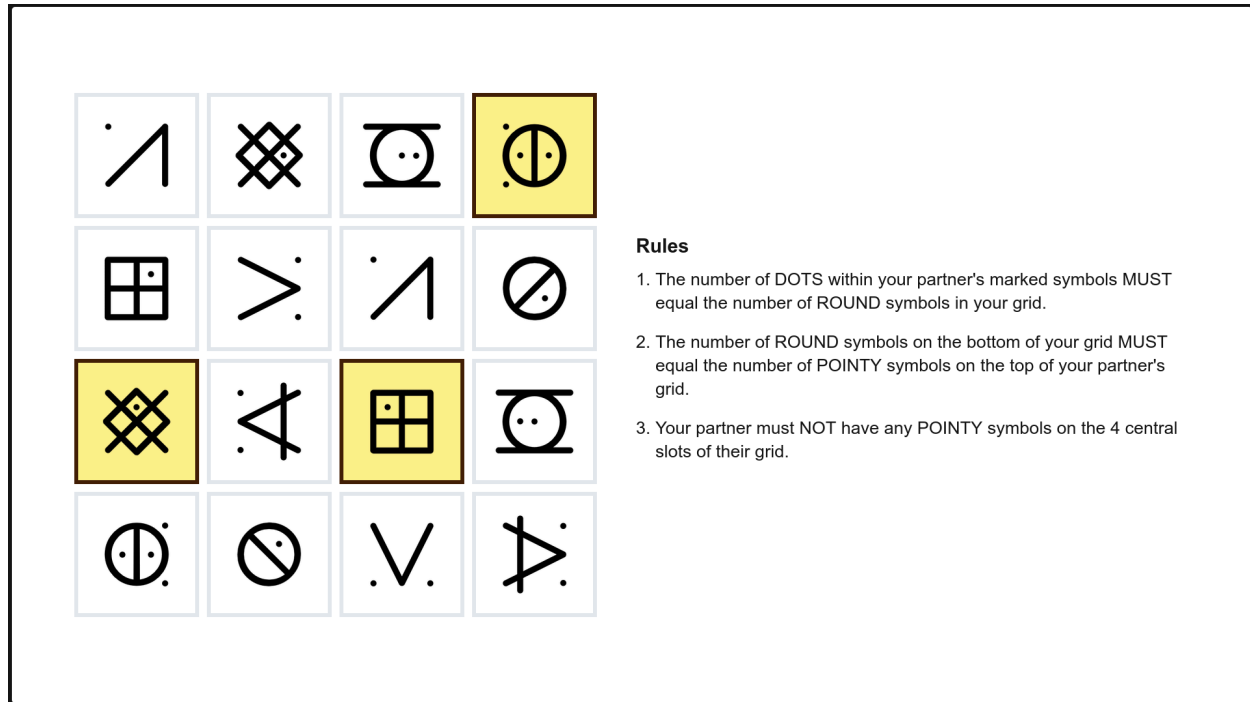 Rules
1. The number of DOTS within your partner's marked symbols MUST
equal the number of ROUND symbols in your grid.
2. The number of ROUND symbols on the bottom of your grid MUST
equal the number of POINTY symbols on the top of your partner's
grid.
3. Your partner must NOT have any POINTY symbols on the 4 central
slots of their grid.